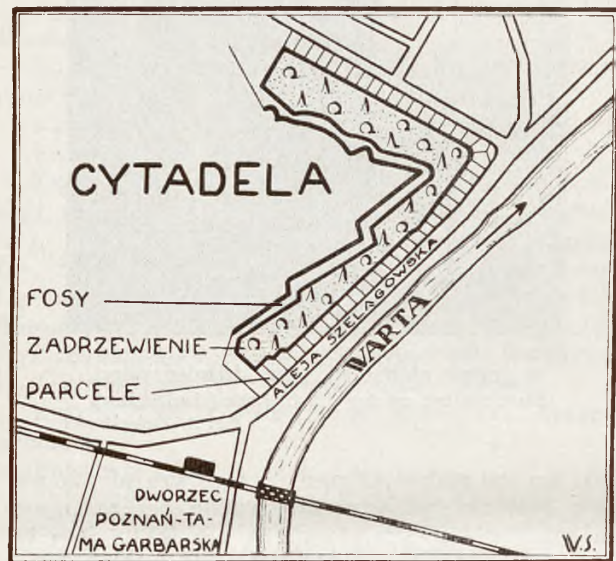 CYTADELA
FOSY
ZADRZEWIENIE
PARCELE
ALEJA SZELĄGOWSKA
WARTA
DWORZEC
POZNAŃ-TA-
MA GARBARSKA
W.S.